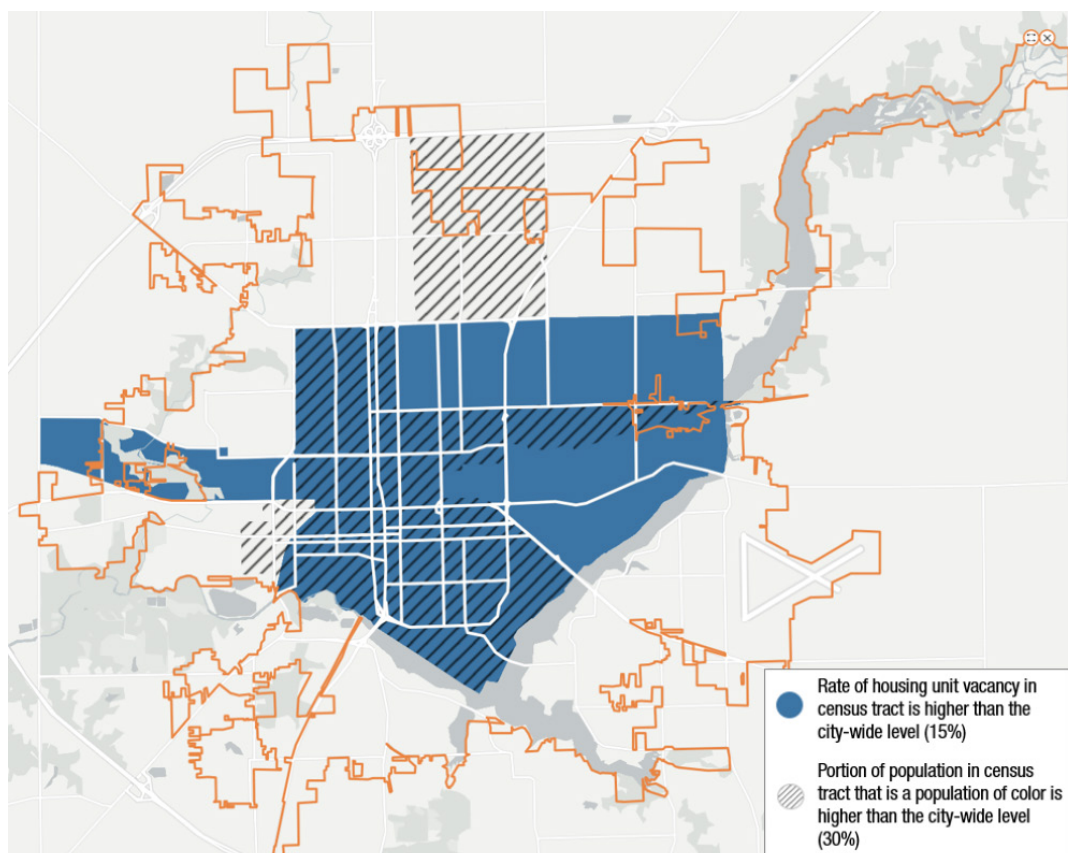 Rate of housing unit vacancy in
census tract is higher than the
city-wide level (15%)
Portion of population in census
tract that is a population of color is
higher than the city-wide level
(30%)